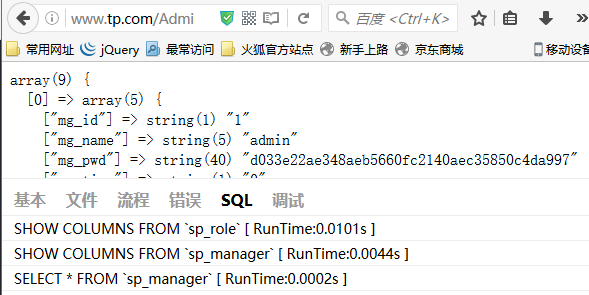 www.tp.com/Admi
百度 <Ctrl+K>
常用网址 jQuery 最常访问 火狐官方站点 新手上路 京东商城 移动设备
array(9) {
[0] => array(5) {
["mg_id"] => string(1) "1"
["mg_name"] => string(5) "admin"
["mg_pwd"] => string(40) "d033e22ae348aeb5660fc2140aec35850c4da997"
基本 文件 流程 错误 SQL 调试
SHOW COLUMNS FROM `sp_role` [ RunTime:0.0101s ]
SHOW COLUMNS FROM `sp_manager` [ RunTime:0.0044s ]
SELECT * FROM `sp_manager` [ RunTime:0.0002s ]